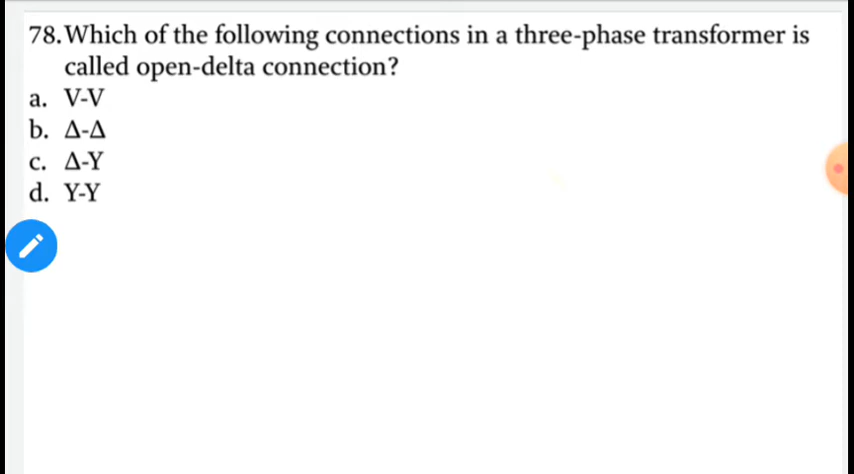 78. Which of the following connections in a three-phase transformer is
called open-delta connection?
a. V-V
b. Δ-Δ
c. Δ-Y
d. Y-Y